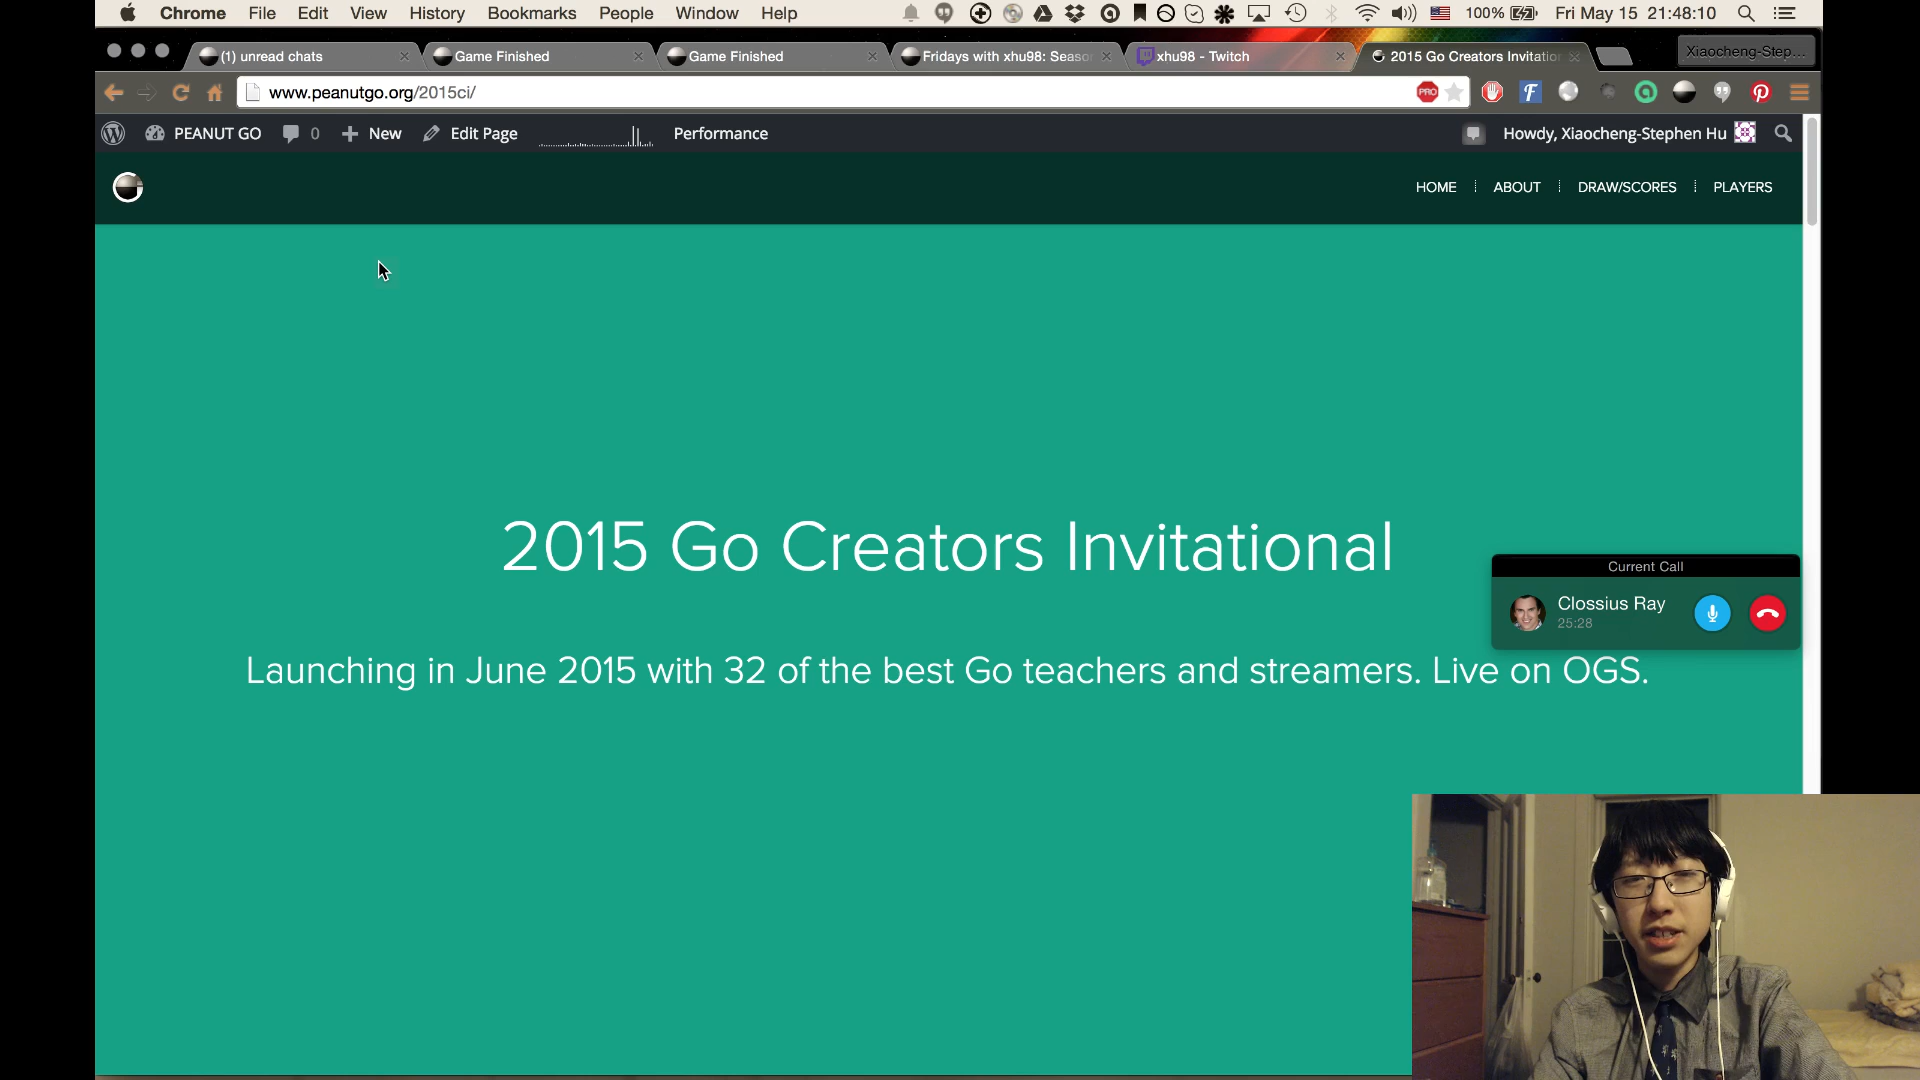 Chrome File Edit View History Bookmarks People Window Help 100% Fri May 15 21:48:10
(1) unread chats Game Finished Game Finished Fridays with xhu98: Seaso xhu98 - Twitch 2015 Go Creators Invitation Xiaocheng-Step...
www.peanutgo.org/2015ci/ PRO
PEANUT GO 0 New Edit Page Performance Howdy, Xiaocheng-Stephen Hu
HOME ABOUT DRAW/SCORES PLAYERS
2015 Go Creators Invitational
Current Call
Clossius Ray
25:28
Launching in June 2015 with 32 of the best Go teachers and streamers. Live on OGS.